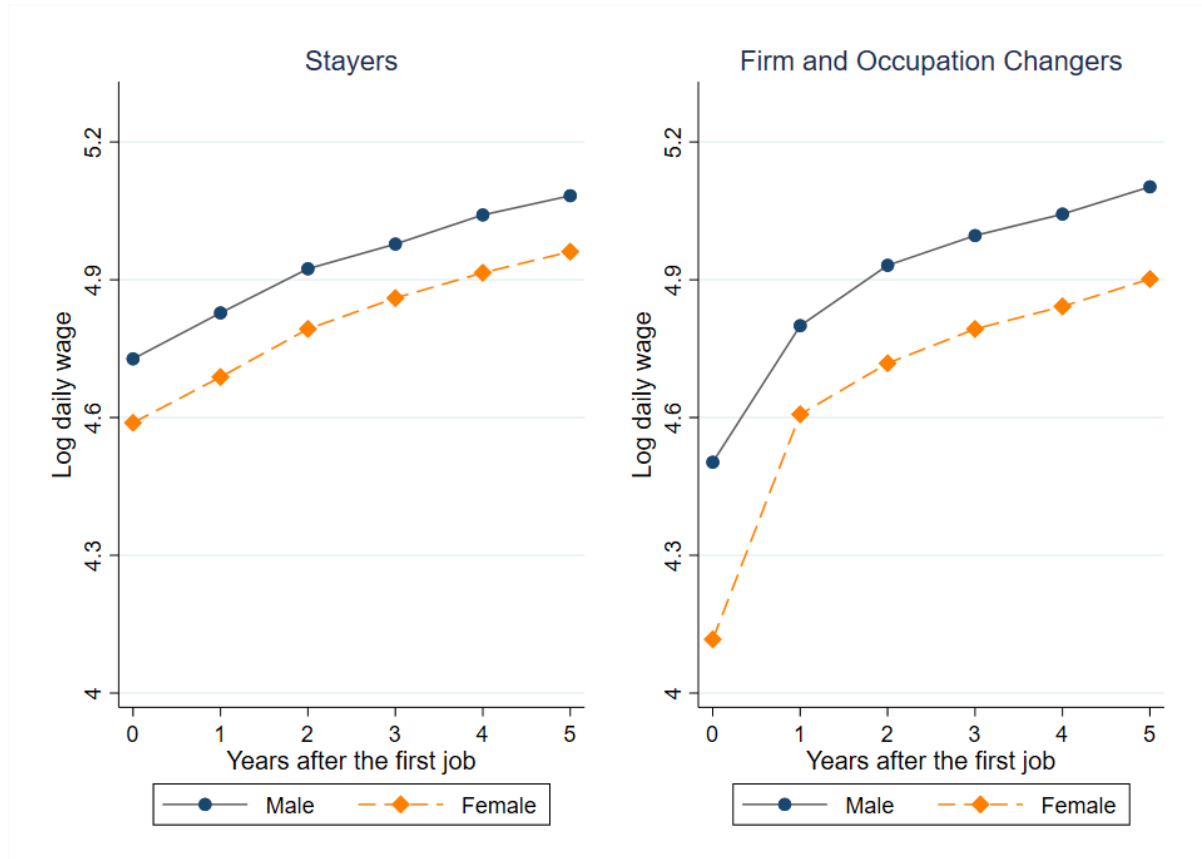 Stayers
Log daily wage
5.2
4.9
4.6
4.3
4
0 1 2 3 4 5
Years after the first job
Male Female
Firm and Occupation Changers
Log daily wage
5.2
4.9
4.6
4.3
4
0 1 2 3 4 5
Years after the first job
Male Female